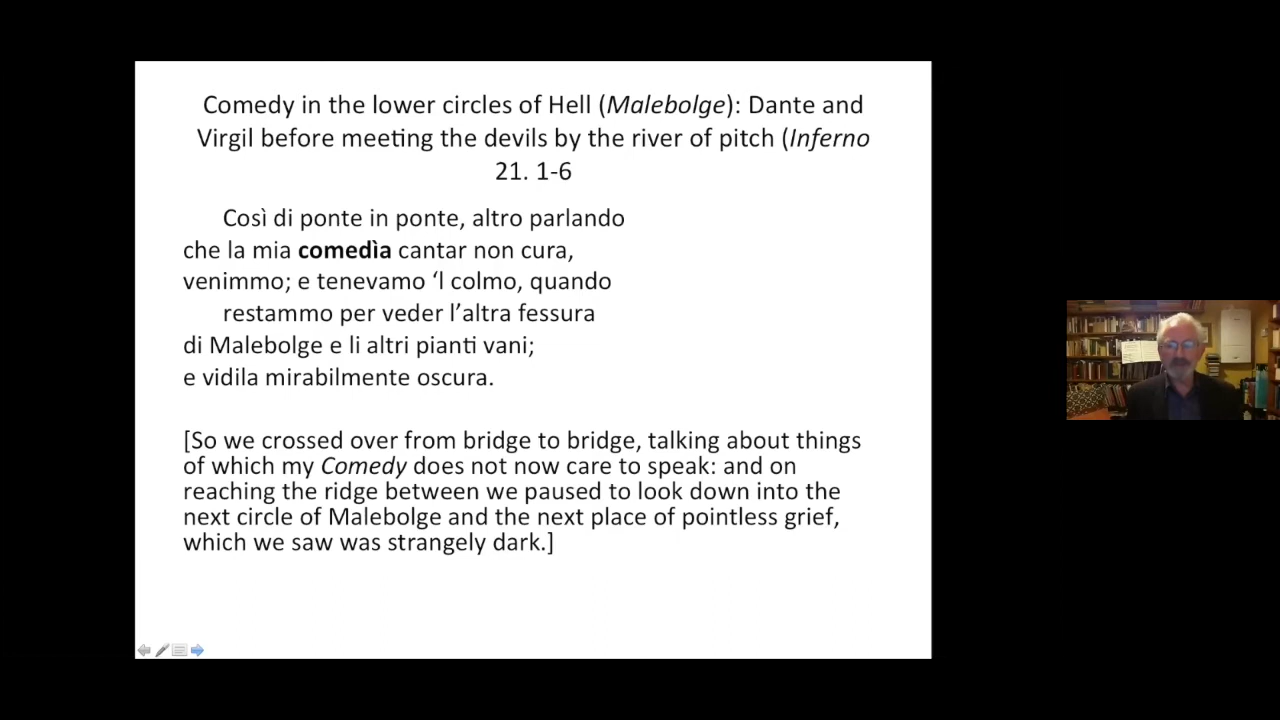 Comedy in the lower circles of Hell (Malebolge): Dante and
Virgil before meeting the devils by the river of pitch (Inferno
21. 1-6
Così di ponte in ponte, altro parlando
che la mia comedìa cantar non cura,
venimmo; e tenevamo ‘l colmo, quando
restammo per veder l’altra fessura
di Malebolge e li altri pianti vani;
e vidila mirabilmente oscura.
[So we crossed over from bridge to bridge, talking about things
of which my Comedy does not now care to speak: and on
reaching the ridge between we paused to look down into the
next circle of Malebolge and the next place of pointless grief,
which we saw was strangely dark.]